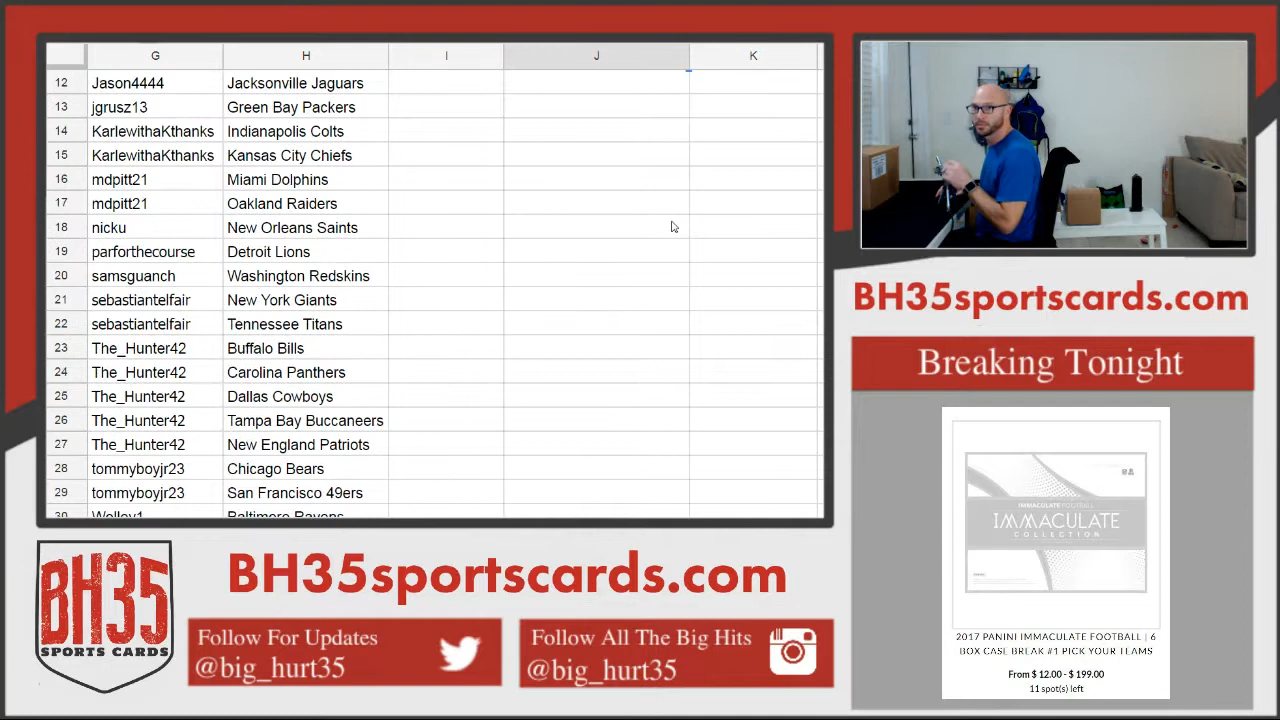 G H I J K
12 Jason4444 Jacksonville Jaguars
13 jgrusz13 Green Bay Packers
14 KarlewithaKthanks Indianapolis Colts
15 KarlewithaKthanks Kansas City Chiefs
16 mdpitt21 Miami Dolphins
17 mdpitt21 Oakland Raiders
18 nicku New Orleans Saints
19 parforthecourse Detroit Lions
20 samsguanch Washington Redskins
21 sebastiantelfair New York Giants
22 sebastiantelfair Tennessee Titans
23 The_Hunter42 Buffalo Bills
24 The_Hunter42 Carolina Panthers
25 The_Hunter42 Dallas Cowboys
26 The_Hunter42 Tampa Bay Buccaneers
27 The_Hunter42 New England Patriots
28 tommyboyjr23 Chicago Bears
29 tommyboyjr23 San Francisco 49ers
30 Baltimore Ravens
BH35sportscards.com
Breaking Tonight
IMMACULATE FOOTBALL
IMMACULATE
COLLECTION
2017 PANINI IMMACULATE FOOTBALL | 6
BOX CASE BREAK #1 PICK YOUR TEAMS
From $ 12.00 - $ 199.00
11 spot(s) left
BH35
SPORTS CARDS
BH35sportscards.com
Follow For Updates
@big_hurt35
Follow All The Big Hits
@big_hurt35